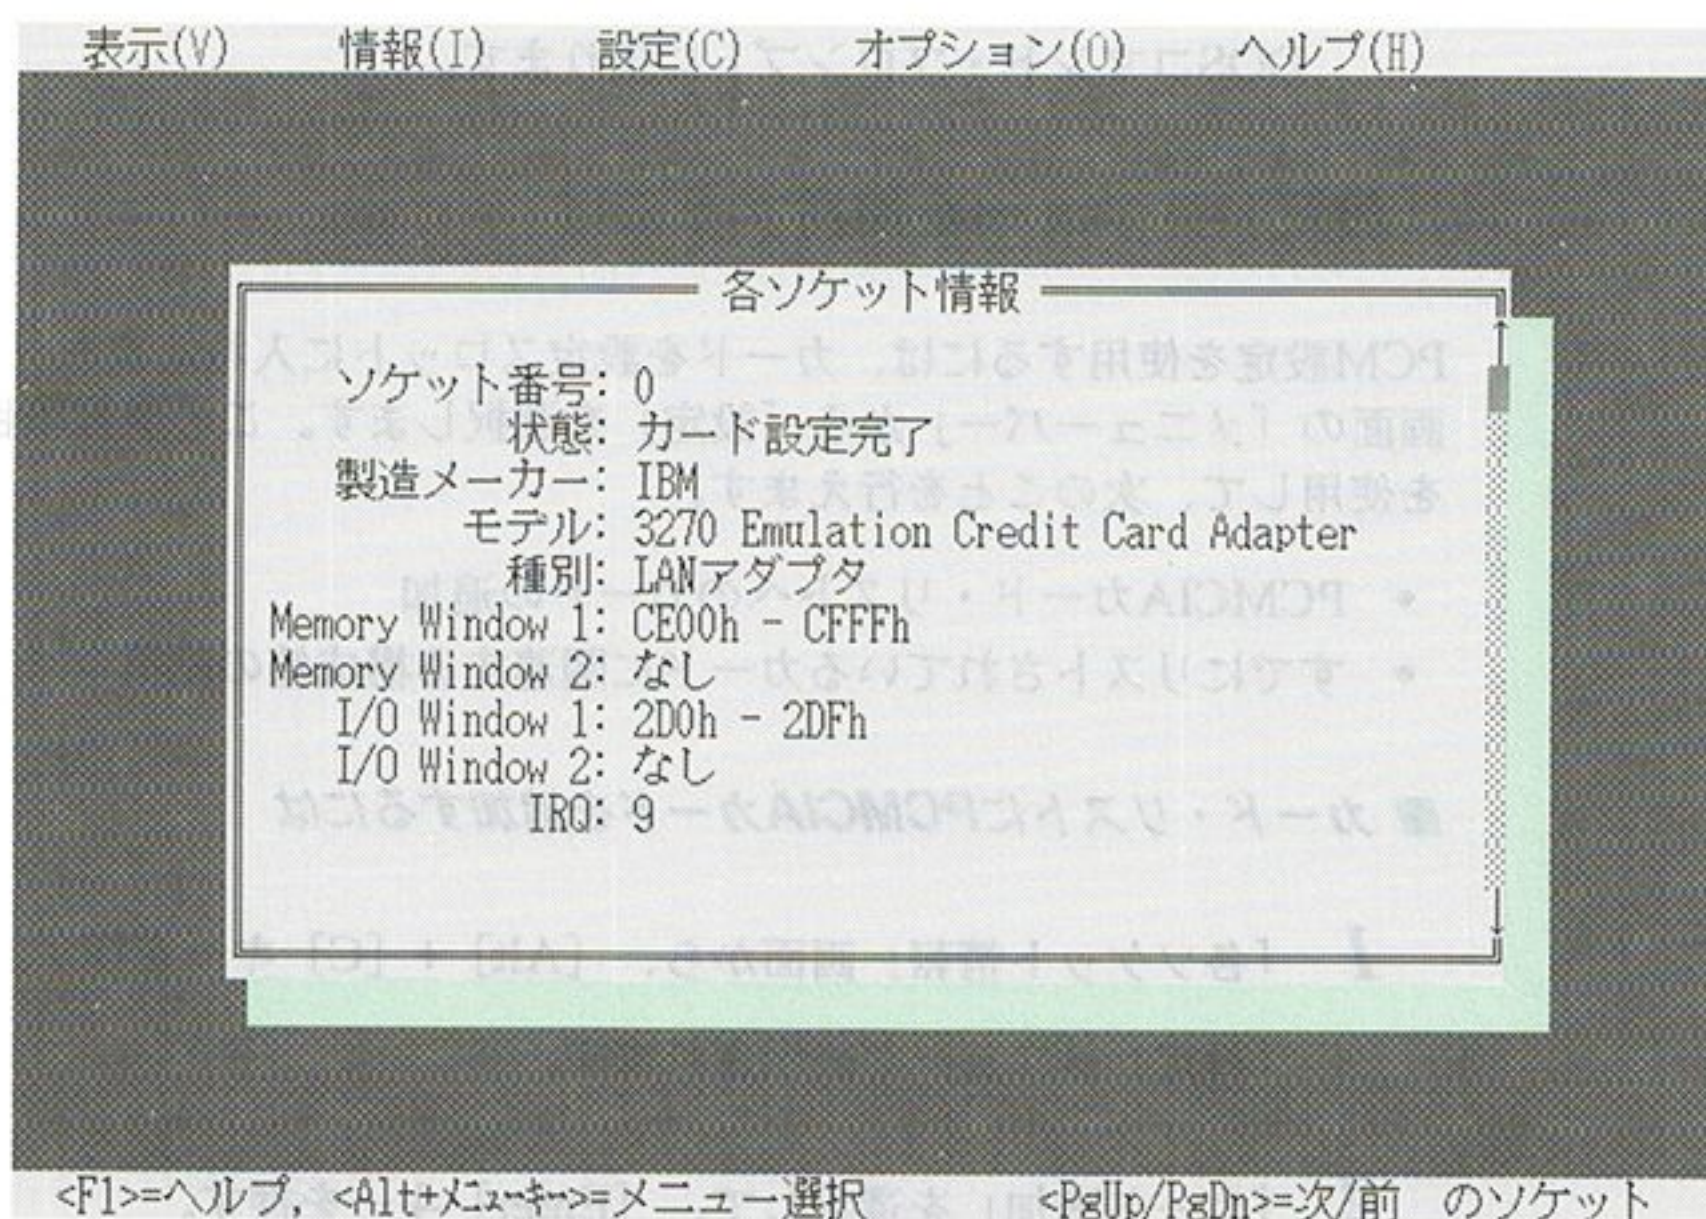 表示(V) 情報(I) 設定(C) オプション(O) ヘルプ(H)
各ソケット情報
ソケット番号: 0
状態: カード設定完了
製造メーカー: IBM
モデル: 3270 Emulation Credit Card Adapter
種別: LANアダプタ
Memory Window 1: CE00h - CFFFh
Memory Window 2: なし
I/O Window 1: 2D0h - 2DFh
I/O Window 2: なし
IRQ: 9
<F1>=ヘルプ, <Alt+メニューキー>=メニュー選択 <PgUp/PgDn>=次/前 のソケット